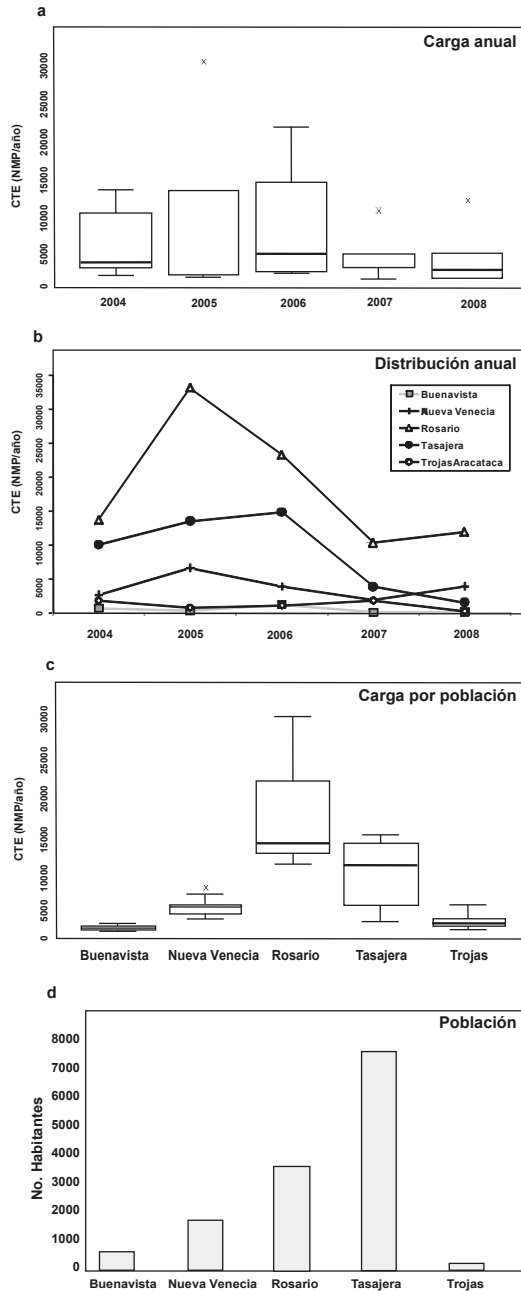 a
Carga anual
30000
25000
20000
15000
10000
5000
0
CTE (NMP/año)
x
x
x
2004 2005 2006 2007 2008
b
Distribución anual
35000
30000
25000
20000
15000
10000
5000
0
CTE (NMP/año)
Buenavista
Nueva Venecia
Rosario
Tasajera
TrojasAracataca
2004 2005 2006 2007 2008
c
Carga por población
30000
25000
20000
15000
10000
5000
0
CTE (NMP/año)
x
Buenavista Nueva Venecia Rosario Tasajera Trojas
d
Población
8000
7000
6000
5000
4000
3000
2000
1000
0
No. Habitantes
Buenavista Nueva Venecia Rosario Tasajera Trojas